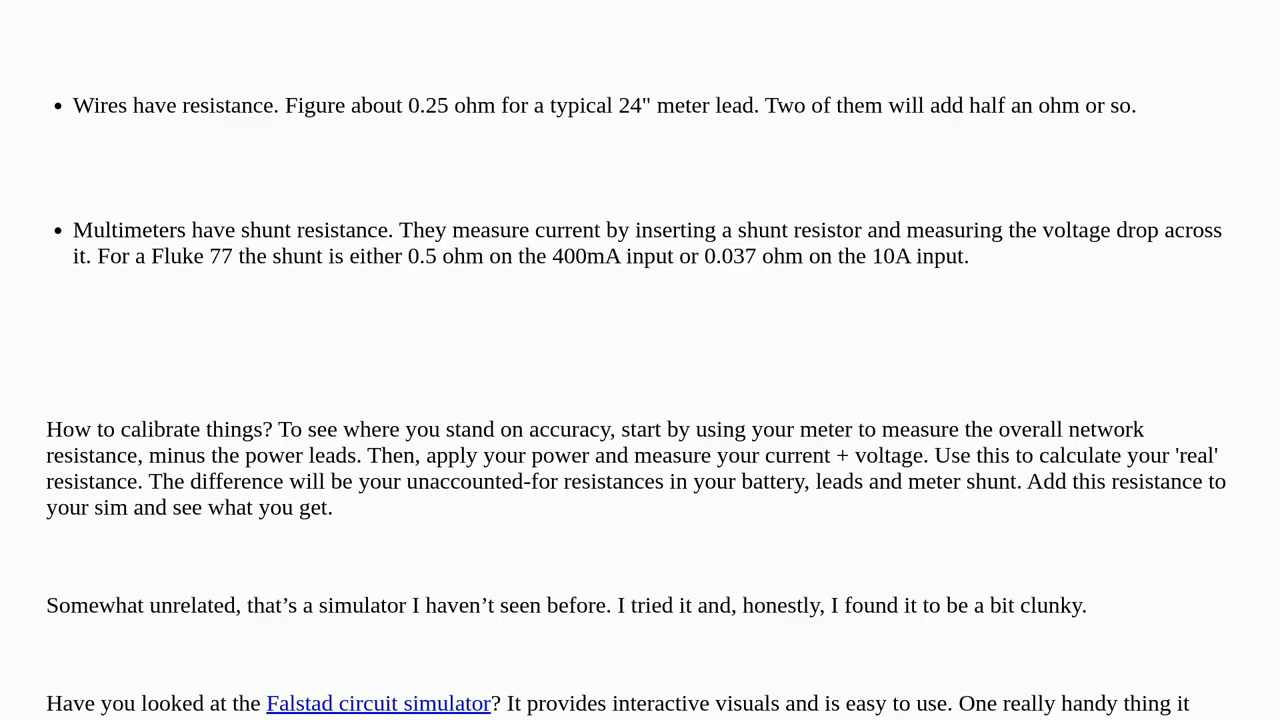 • Wires have resistance. Figure about 0.25 ohm for a typical 24" meter lead. Two of them will add half an ohm or so.
• Multimeters have shunt resistance. They measure current by inserting a shunt resistor and measuring the voltage drop across
it. For a Fluke 77 the shunt is either 0.5 ohm on the 400mA input or 0.037 ohm on the 10A input.
How to calibrate things? To see where you stand on accuracy, start by using your meter to measure the overall network
resistance, minus the power leads. Then, apply your power and measure your current + voltage. Use this to calculate your 'real'
resistance. The difference will be your unaccounted-for resistances in your battery, leads and meter shunt. Add this resistance to
your sim and see what you get.
Somewhat unrelated, that’s a simulator I haven’t seen before. I tried it and, honestly, I found it to be a bit clunky.
Have you looked at the Falstad circuit simulator? It provides interactive visuals and is easy to use. One really handy thing it